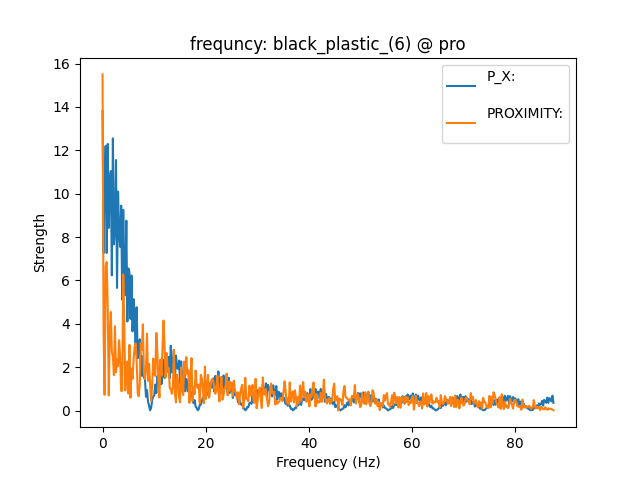 frequncy: black_plastic_(6) @ pro
16
14
12
10
8
6
4
2
0
Strength
P_X:
PROXIMITY:
0
20
40
60
80
Frequency (Hz)